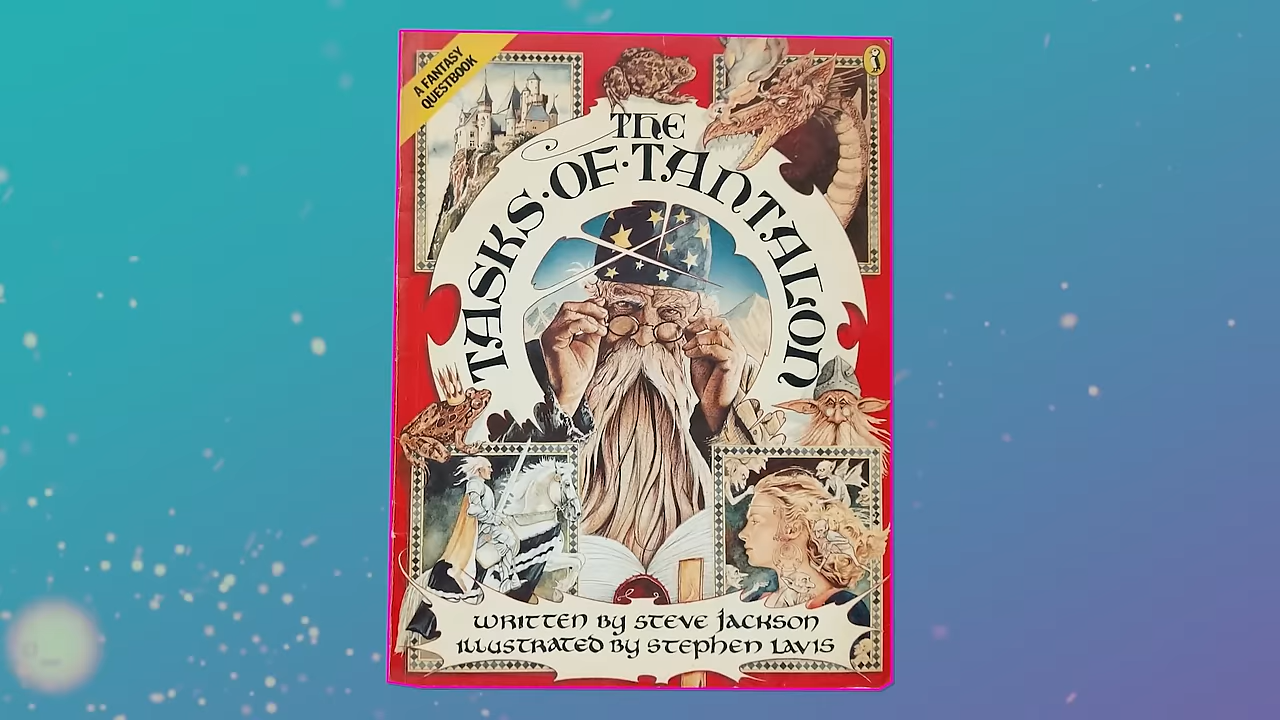 A FANTASY
QUESTBOOK
THE
TASKS·OF·TANTALON
WRITTEN BY STEVE JACKSON
ILLUSTRATED BY STEPHEN LAVIS